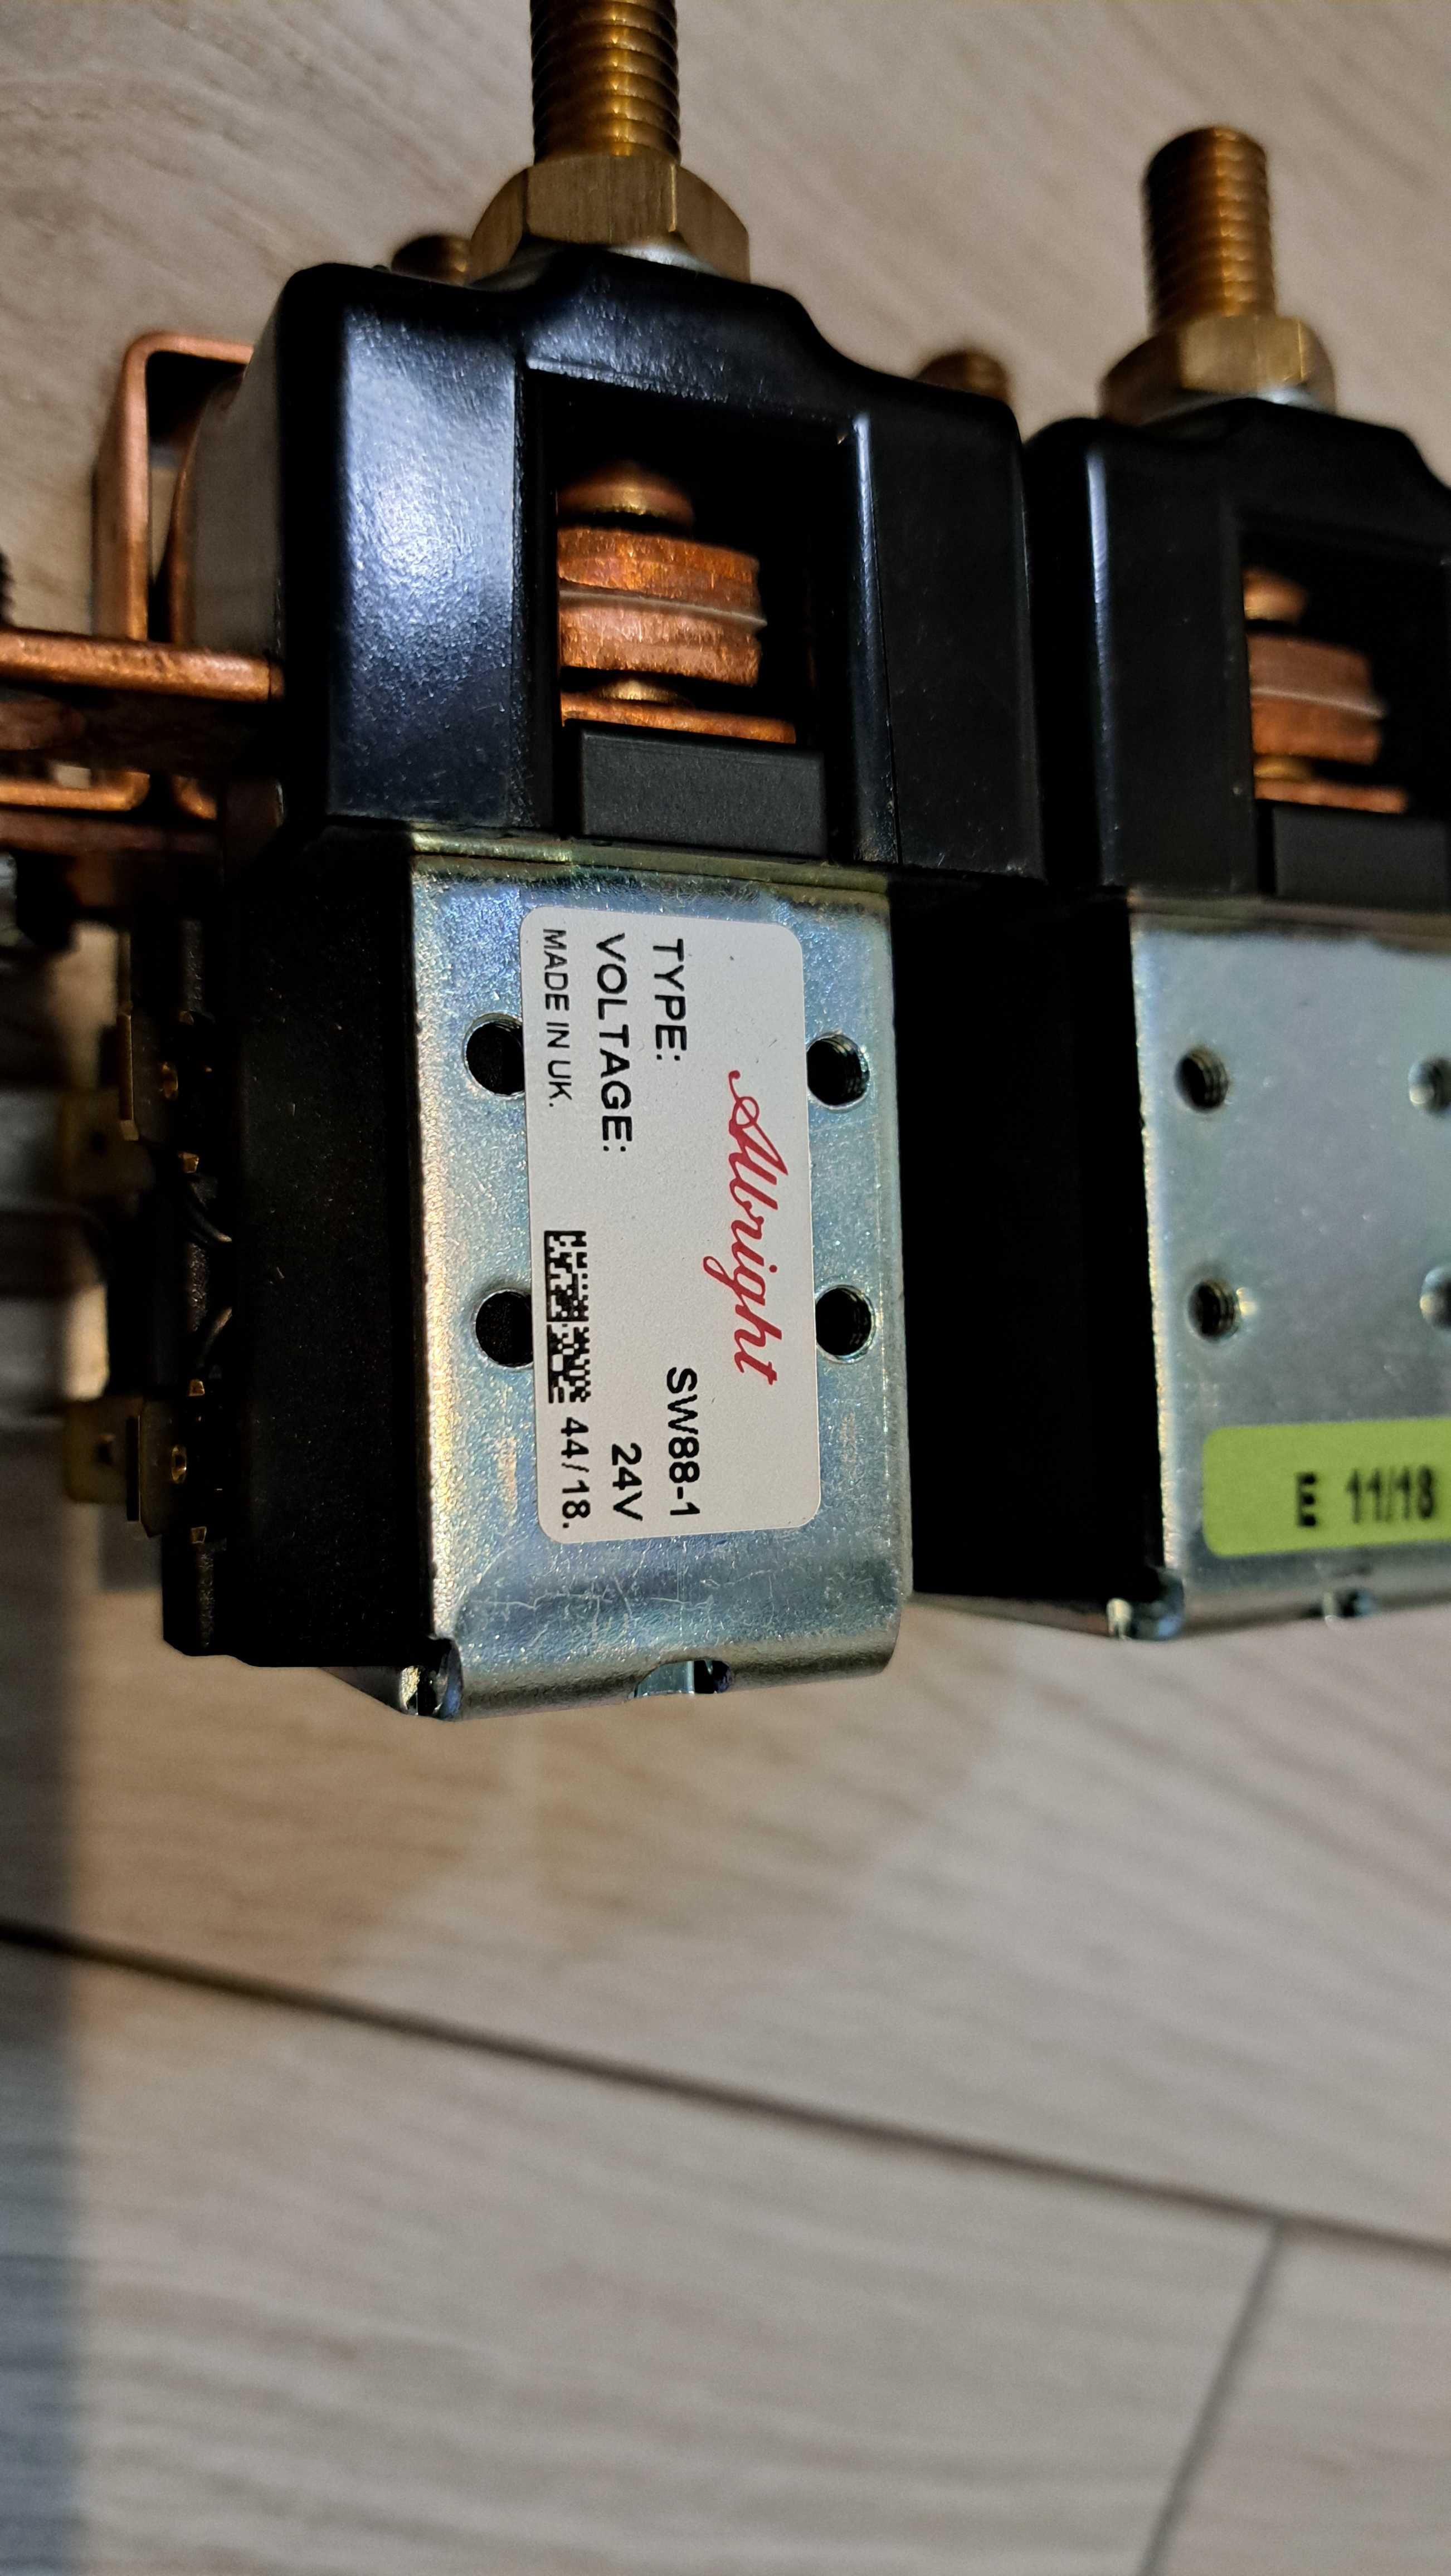 Albright
TYPE: SW88-1
VOLTAGE: 24V
MADE IN UK. 44/18.
E 11/18